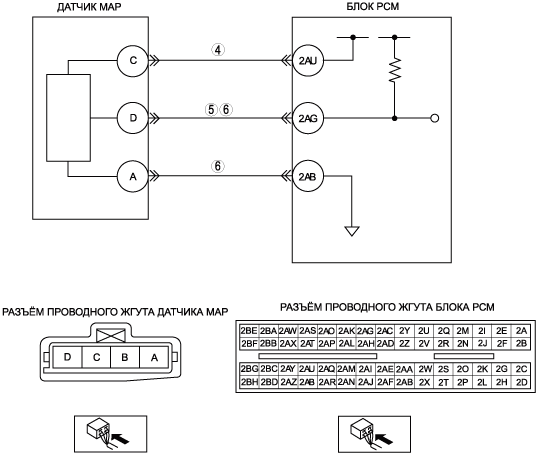 ДАТЧИК MAP
БЛОК PCM
C
4
2AU
D
5 6
2AG
A
6
2AB
РАЗЪЁМ ПРОВОДНОГО ЖГУТА ДАТЧИКА MAP
D C B A
РАЗЪЁМ ПРОВОДНОГО ЖГУТА БЛОКА PCM
2BE 2BA 2AW 2AS 2AO 2AK 2AG 2AC 2Y 2U 2Q 2M 2I 2E 2A
2BF 2BB 2AX 2AT 2AP 2AL 2AH 2AD 2Z 2V 2R 2N 2J 2F 2B
2BG 2BC 2AY 2AU 2AQ 2AM 2AI 2AE 2AA 2W 2S 2O 2K 2G 2C
2BH 2BD 2AZ 2AB 2AR 2AN 2AJ 2AF 2AB 2X 2T 2P 2L 2H 2D